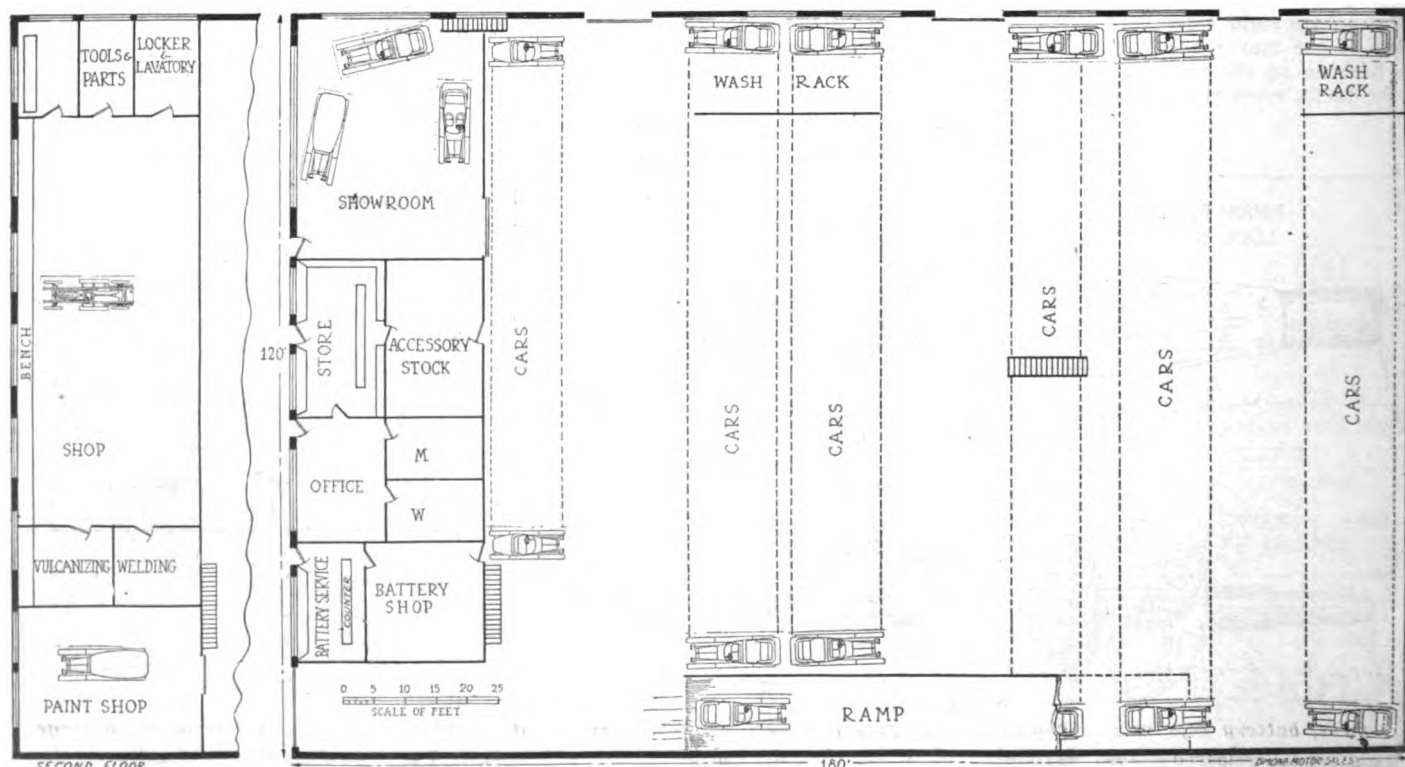 TOOLS &
PARTS
LOCKER
&
LAVATORY
BENCH
SHOP
VULCANIZING
WELDING
PAINT SHOP
SECOND FLOOR
120'
SHOWROOM
STORE
ACCESSORY
STOCK
OFFICE
M
W
BATTERY SERVICE
COUNTER
BATTERY
SHOP
0 5 10 15 20 25
SCALE OF FEET
CARS
WASH RACK
CARS
CARS
CARS
CARS
WASH
RACK
CARS
RAMP
180'